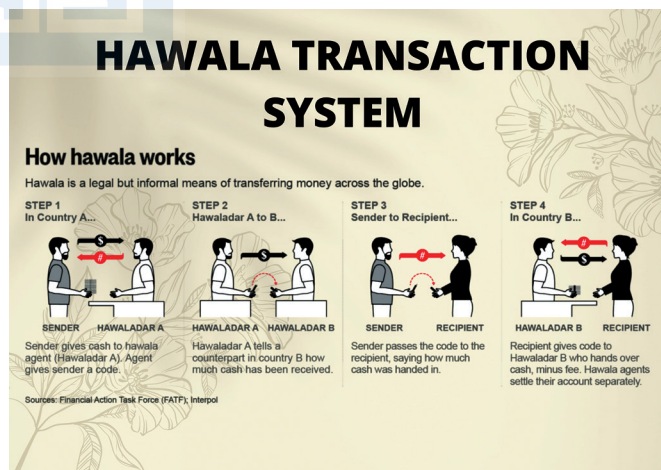 HAWALA TRANSACTION
SYSTEM
How hawala works
Hawala is a legal but informal means of transferring money across the globe.
STEP 1
In Country A...
$
#
SENDER HAWALADAR A
Sender gives cash to hawala
agent (Hawaladar A). Agent
gives sender a code.
STEP 2
Hawaladar A to B...
$
HAWALADAR A HAWALADAR B
Hawaladar A tells a
counterpart in country B how
much cash has been received.
STEP 3
Sender to Recipient...
#
SENDER RECIPIENT
Sender passes the code to the
recipient, saying how much
cash was handed in.
STEP 4
In Country B...
#
$
HAWALADAR B RECIPIENT
Recipient gives code to
Hawaladar B who hands over
cash, minus fee. Hawala agents
settle their account separately.
Sources: Financial Action Task Force (FATF); Interpol